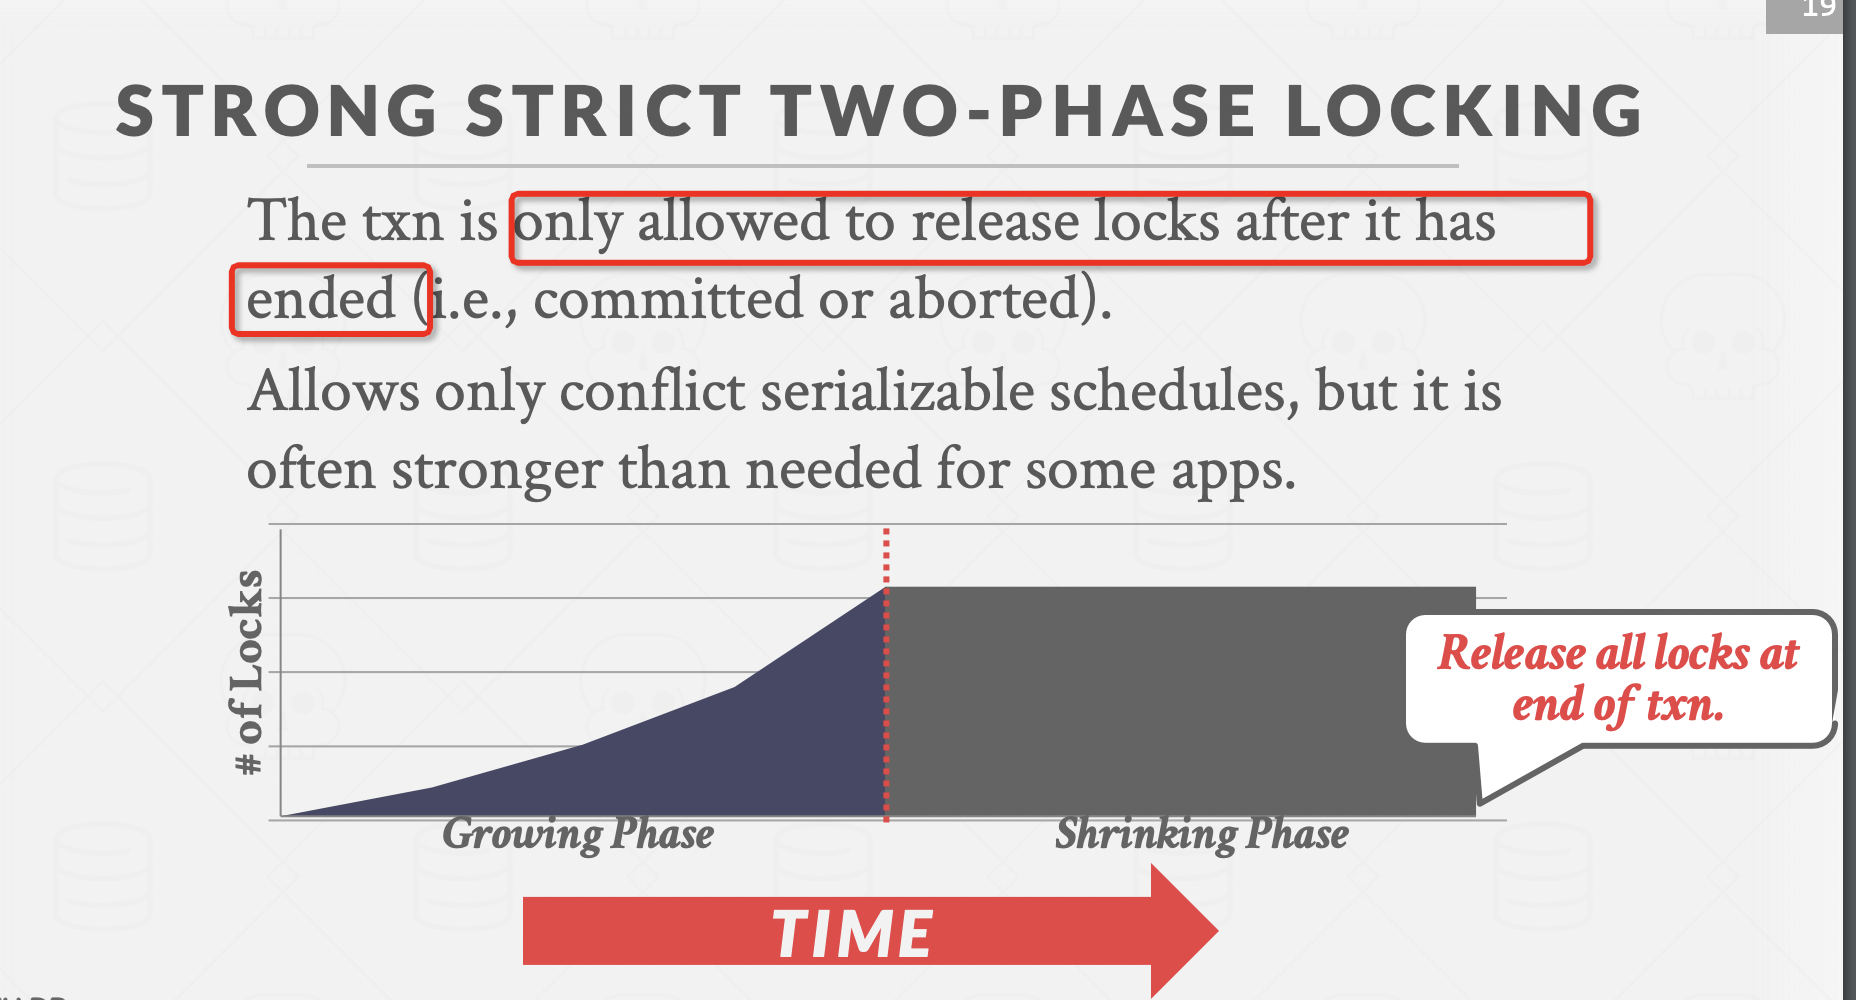 19
STRONG STRICT TWO-PHASE LOCKING
The txn is only allowed to release locks after it has
ended (i.e., committed or aborted).
Allows only conflict serializable schedules, but it is
often stronger than needed for some apps.
# of Locks
Release all locks at
end of txn.
Growing Phase
Shrinking Phase
TIME